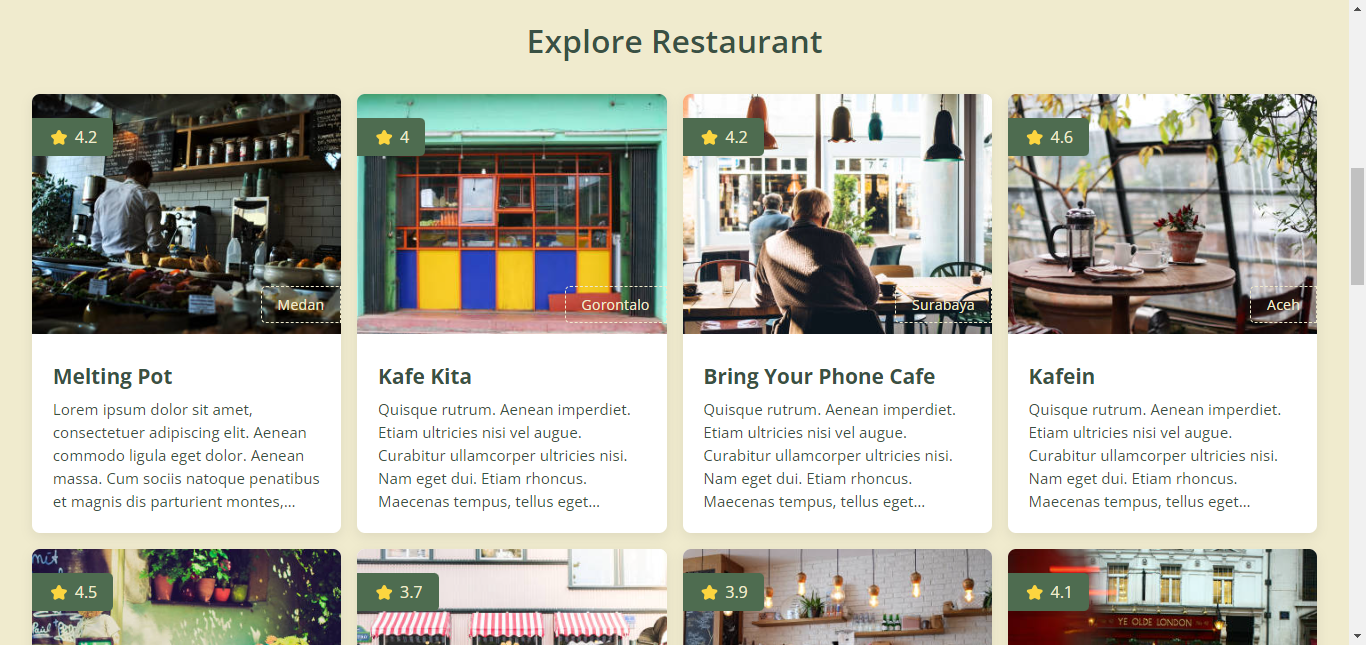 Explore Restaurant
4.2
4
4.2
4.6
Medan
Gorontalo
Surabaya
Aceh
Melting Pot
Lorem ipsum dolor sit amet,
consectetuer adipiscing elit. Aenean
commodo ligula eget dolor. Aenean
massa. Cum sociis natoque penatibus
et magnis dis parturient montes,...
Kafe Kita
Quisque rutrum. Aenean imperdiet.
Etiam ultricies nisi vel augue.
Curabitur ullamcorper ultricies nisi.
Nam eget dui. Etiam rhoncus.
Maecenas tempus, tellus eget...
Bring Your Phone Cafe
Quisque rutrum. Aenean imperdiet.
Etiam ultricies nisi vel augue.
Curabitur ullamcorper ultricies nisi.
Nam eget dui. Etiam rhoncus.
Maecenas tempus, tellus eget...
Kafein
Quisque rutrum. Aenean imperdiet.
Etiam ultricies nisi vel augue.
Curabitur ullamcorper ultricies nisi.
Nam eget dui. Etiam rhoncus.
Maecenas tempus, tellus eget...
4.5
3.7
3.9
4.1
YE OLDE LONDON